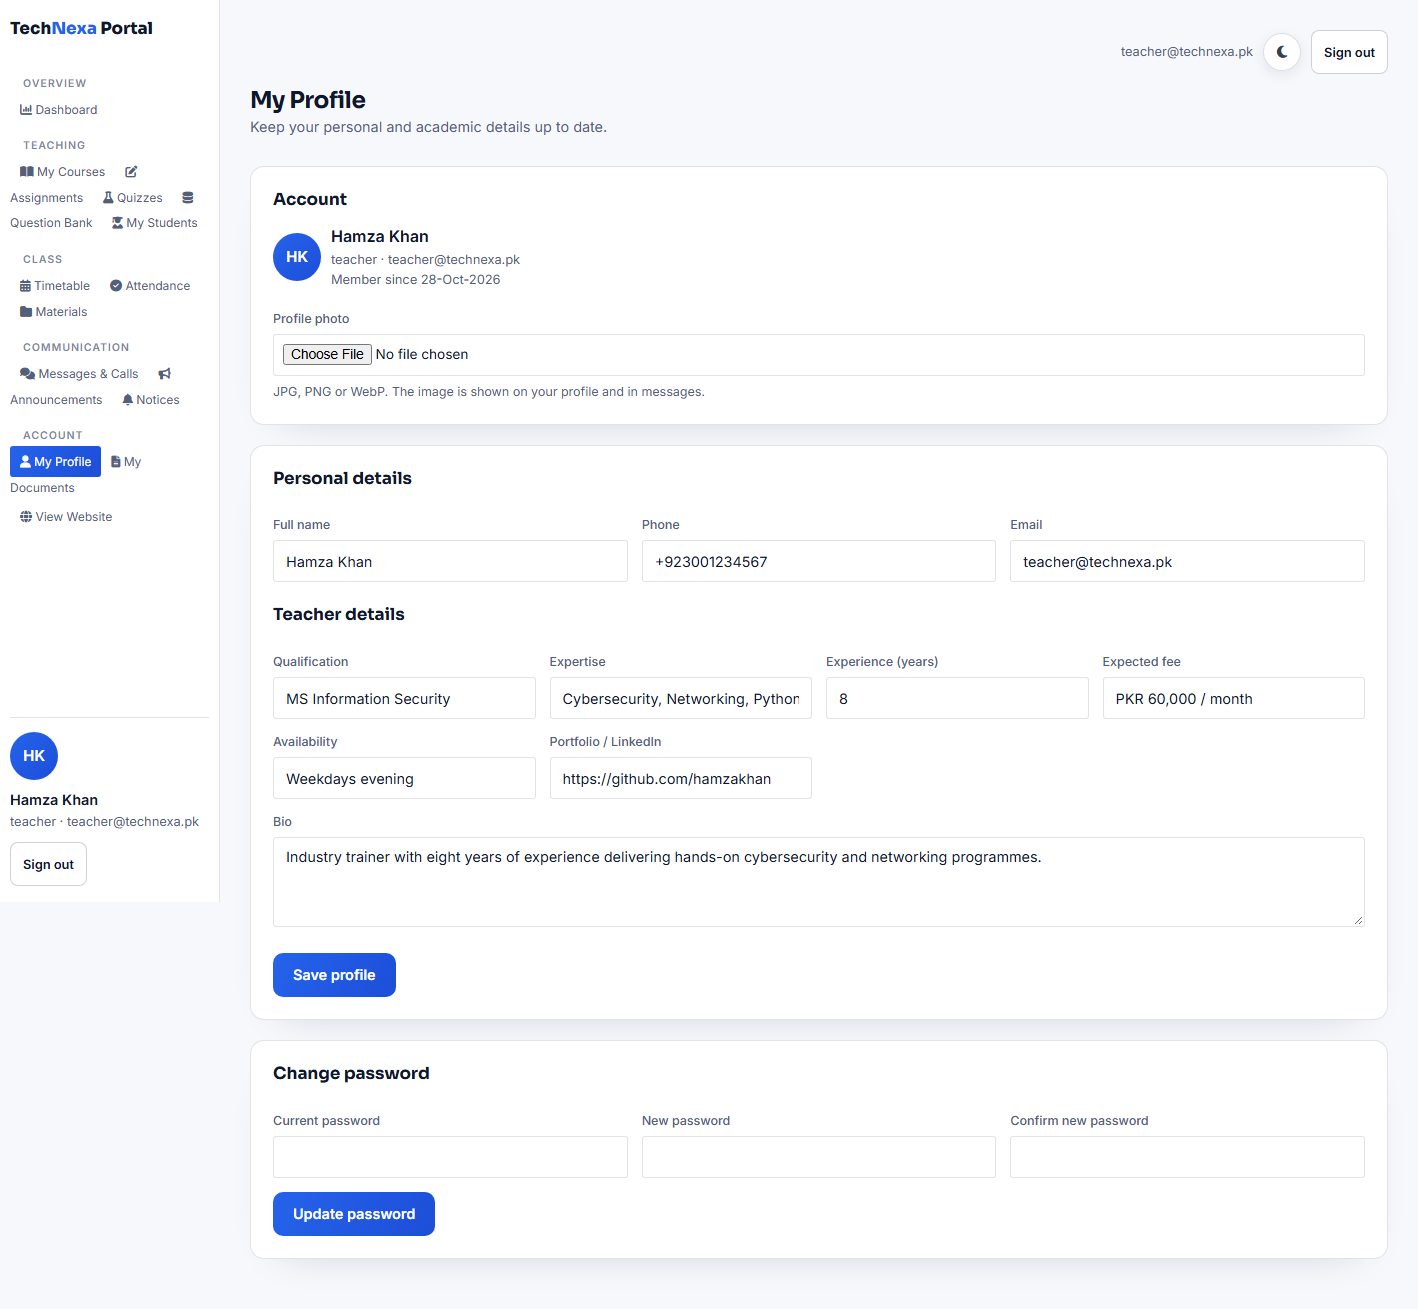 TechNexa Portal
OVERVIEW
Dashboard
TEACHING
My Courses
Assignments Quizzes
Question Bank My Students
CLASS
Timetable Attendance
Materials
COMMUNICATION
Messages & Calls
Announcements Notices
ACCOUNT
My Profile My
Documents
View Website
HK
Hamza Khan
teacher · teacher@technexa.pk
Sign out
teacher@technexa.pk Sign out
My Profile
Keep your personal and academic details up to date.
Account
HK
Hamza Khan
teacher · teacher@technexa.pk
Member since 28-Oct-2026
Profile photo
Choose File No file chosen
JPG, PNG or WebP. The image is shown on your profile and in messages.
Personal details
Full name Phone Email
Hamza Khan +923001234567 teacher@technexa.pk
Teacher details
Qualification Expertise Experience (years) Expected fee
MS Information Security Cybersecurity, Networking, Python 8 PKR 60,000 / month
Availability Portfolio / LinkedIn
Weekdays evening https://github.com/hamzakhan
Bio
Industry trainer with eight years of experience delivering hands-on cybersecurity and networking programmes.
Save profile
Change password
Current password New password Confirm new password
Update password